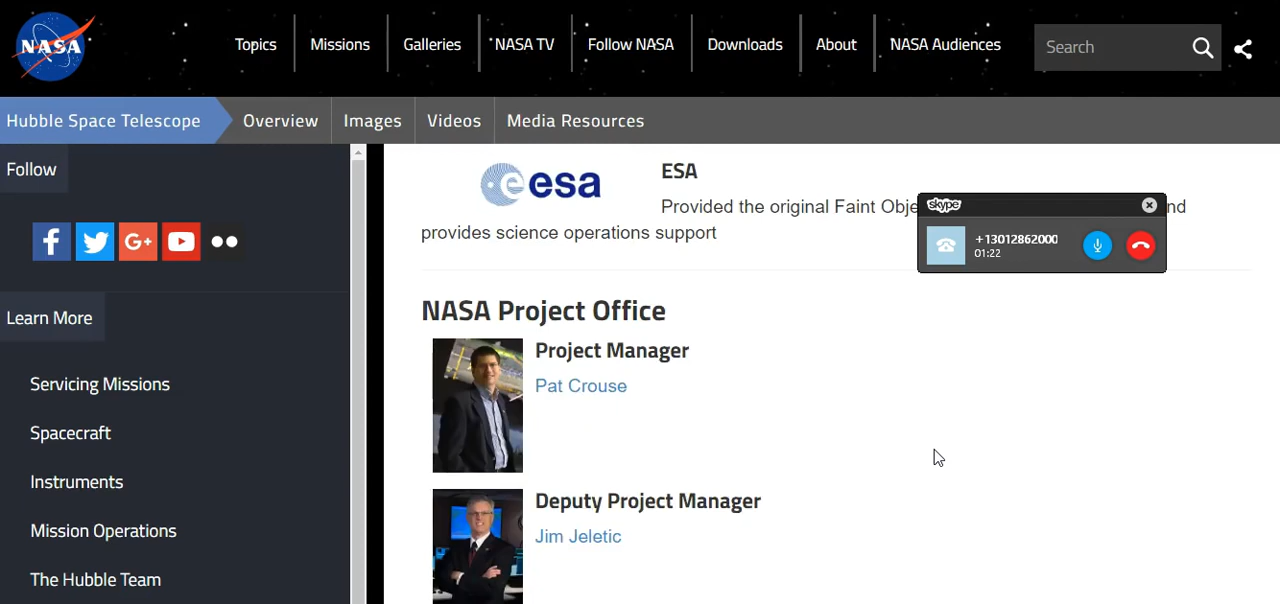 NASA
Topics
Missions
Galleries
NASA TV
Follow NASA
Downloads
About
NASA Audiences
Search
Hubble Space Telescope
Overview
Images
Videos
Media Resources
Follow
f
G+
Learn More
Servicing Missions
Spacecraft
Instruments
Mission Operations
The Hubble Team
esa
ESA
Provided the original Faint Obje nd
provides science operations support
skype
+13012862000
01:22
NASA Project Office
Project Manager
Pat Crouse
Deputy Project Manager
Jim Jeletic